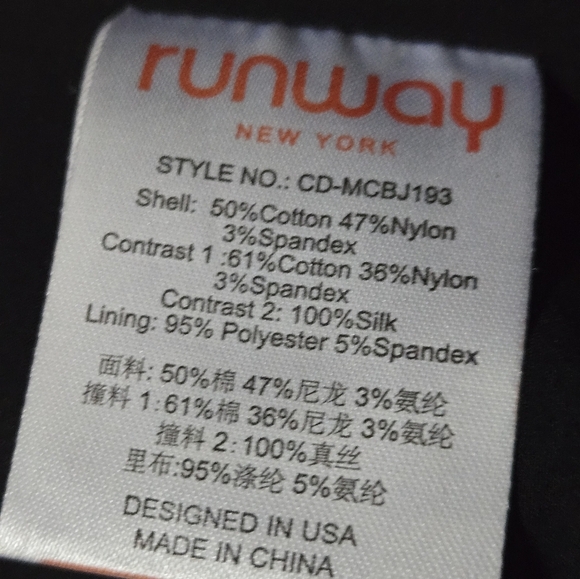 runway
NEW YORK
STYLE NO.: CD-MCBJ193
Shell: 50%Cotton 47%Nylon
3%Spandex
Contrast 1 :61%Cotton 36%Nylon
3%Spandex
Contrast 2: 100%Silk
Lining: 95% Polyester 5%Spandex
面料: 50%棉 47%尼龙 3%氨纶
撞料 1:61%棉 36%尼龙 3%氨纶
撞料 2:100%真丝
里布:95%涤纶 5%氨纶
DESIGNED IN USA
MADE IN CHINA